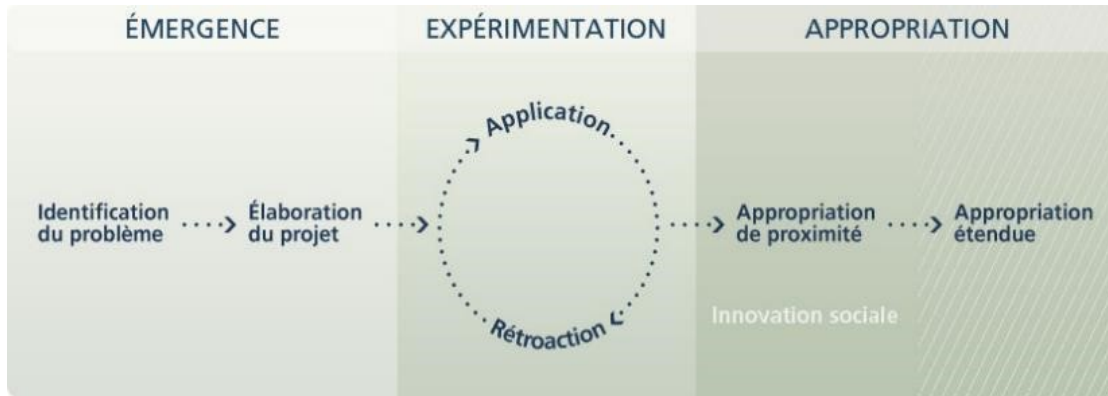 ÉMERGENCE
EXPÉRIMENTATION
APPROPRIATION
Identification
du problème
Élaboration
du projet
Application
Rétroaction
Appropriation
de proximité
Appropriation
étendue
Innovation sociale